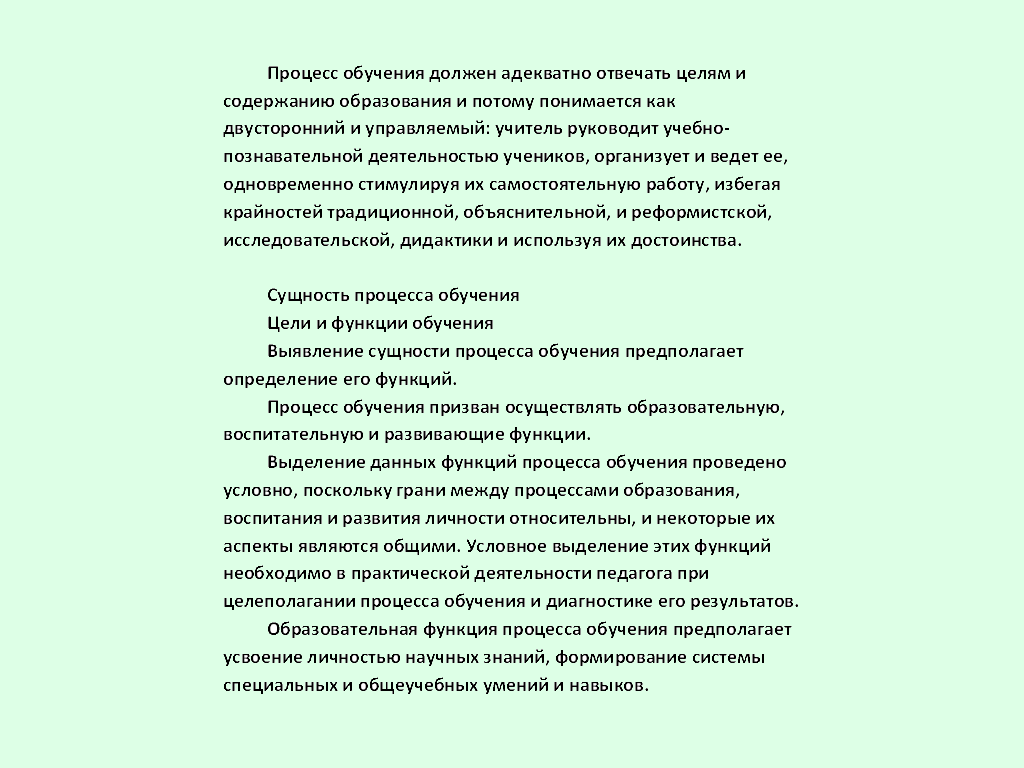 Процесс обучения должен адекватно отвечать целям и
содержанию образования и потому понимается как
двусторонний и управляемый: учитель руководит учебно-
познавательной деятельностью учеников, организует и ведет ее,
одновременно стимулируя их самостоятельную работу, избегая
крайностей традиционной, объяснительной, и реформистской,
исследовательской, дидактики и используя их достоинства.
Сущность процесса обучения
Цели и функции обучения
Выявление сущности процесса обучения предполагает
определение его функций.
Процесс обучения призван осуществлять образовательную,
воспитательную и развивающие функции.
Выделение данных функций процесса обучения проведено
условно, поскольку грани между процессами образования,
воспитания и развития личности относительны, и некоторые их
аспекты являются общими. Условное выделение этих функций
необходимо в практической деятельности педагога при
целеполагании процесса обучения и диагностике его результатов.
Образовательная функция процесса обучения предполагает
усвоение личностью научных знаний, формирование системы
специальных и общеучебных умений и навыков.